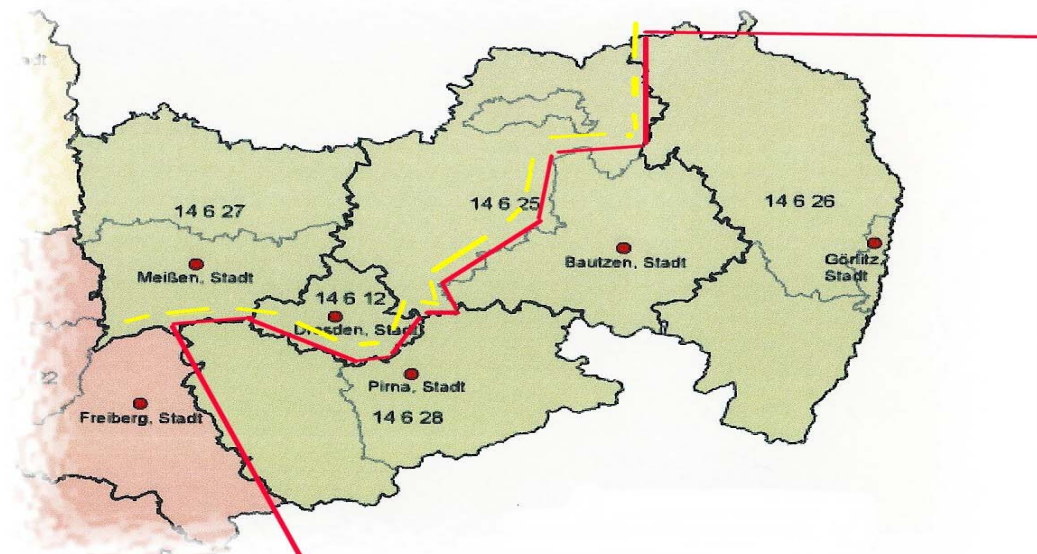 14 6 27
14 6 25
14 6 26
Meißen, Stadt
Bautzen, Stadt
Görlitz,
Stadt
14 6 12
Dresden, Stadt
Pirna, Stadt
14 6 28
Freiberg, Stadt